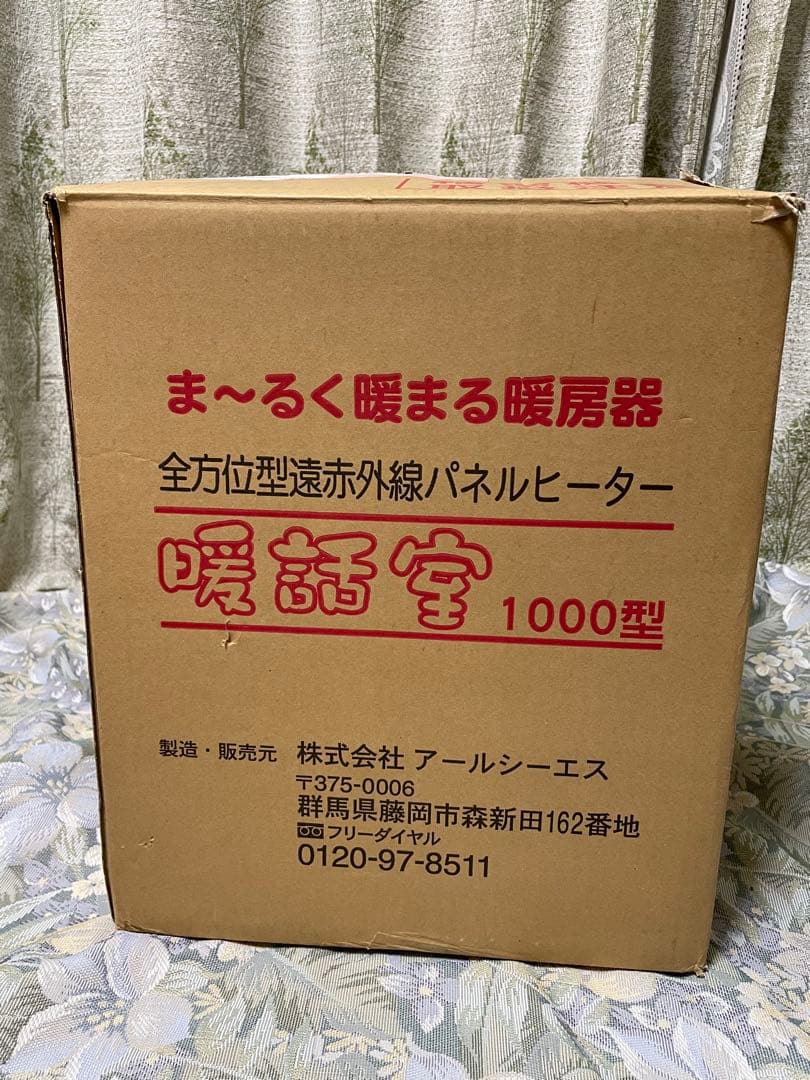 ま〜るく暖まる暖房器
全方位型遠赤外線パネルヒーター
暖話室 1000型
製造・販売元 株式会社 アールシーエス
〒375-0006
群馬県藤岡市森新田162番地
フリーダイヤル
0120-97-8511